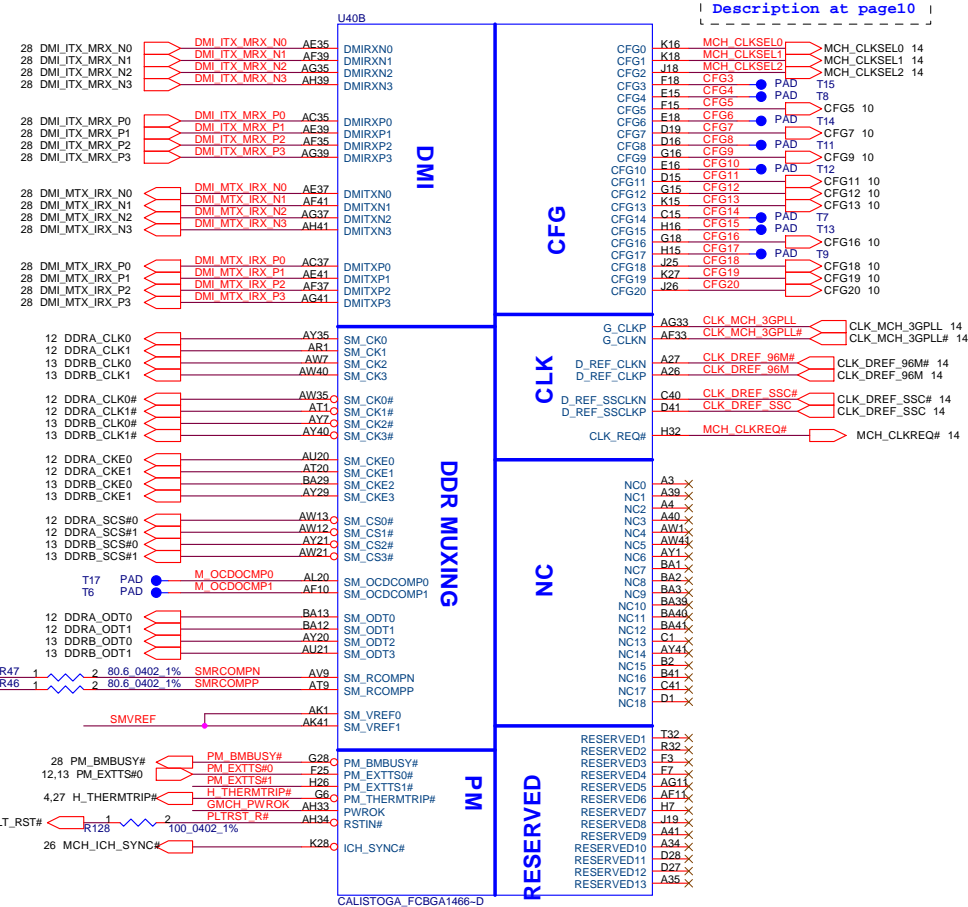 Description at page10
U40B
28 DMI_ITX_MRX_N0 DMI_ITX_MRX_N0 AE35 DMIRXN0
28 DMI_ITX_MRX_N1 DMI_ITX_MRX_N1 AF39 DMIRXN1
28 DMI_ITX_MRX_N2 DMI_ITX_MRX_N2 AG35 DMIRXN2
28 DMI_ITX_MRX_N3 DMI_ITX_MRX_N3 AH39 DMIRXN3
28 DMI_ITX_MRX_P0 DMI_ITX_MRX_P0 AC35 DMIRXP0
28 DMI_ITX_MRX_P1 DMI_ITX_MRX_P1 AE39 DMIRXP1
28 DMI_ITX_MRX_P2 DMI_ITX_MRX_P2 AF35 DMIRXP2
28 DMI_ITX_MRX_P3 DMI_ITX_MRX_P3 AG39 DMIRXP3
28 DMI_MTX_IRX_N0 DMI_MTX_IRX_N0 AE37 DMITXN0
28 DMI_MTX_IRX_N1 DMI_MTX_IRX_N1 AF41 DMITXN1
28 DMI_MTX_IRX_N2 DMI_MTX_IRX_N2 AG37 DMITXN2
28 DMI_MTX_IRX_N3 DMI_MTX_IRX_N3 AH41 DMITXN3
28 DMI_MTX_IRX_P0 DMI_MTX_IRX_P0 AC37 DMITXP0
28 DMI_MTX_IRX_P1 DMI_MTX_IRX_P1 AE41 DMITXP1
28 DMI_MTX_IRX_P2 DMI_MTX_IRX_P2 AF37 DMITXP2
28 DMI_MTX_IRX_P3 DMI_MTX_IRX_P3 AG41 DMITXP3
DMI
12 DDRA_CLK0 AY35 SM_CK0
12 DDRA_CLK1 AR1 SM_CK1
13 DDRB_CLK0 AW7 SM_CK2
13 DDRB_CLK1 AW40 SM_CK3
12 DDRA_CLK0# AW35 SM_CK0#
12 DDRA_CLK1# AT1 SM_CK1#
13 DDRB_CLK0# AY7 SM_CK2#
13 DDRB_CLK1# AY40 SM_CK3#
12 DDRA_CKE0 AU20 SM_CKE0
12 DDRA_CKE1 AT20 SM_CKE1
13 DDRB_CKE0 BA29 SM_CKE2
13 DDRB_CKE1 AY29 SM_CKE3
12 DDRA_SCS#0 AW13 SM_CS0#
12 DDRA_SCS#1 AW12 SM_CS1#
13 DDRB_SCS#0 AY21 SM_CS2#
13 DDRB_SCS#1 AW21 SM_CS3#
T17 PAD M_OCDOCMP0 AL20 SM_OCDCOMP0
T6 PAD M_OCDOCMP1 AF10 SM_OCDCOMP1
12 DDRA_ODT0 BA13 SM_ODT0
12 DDRA_ODT1 BA12 SM_ODT1
13 DDRB_ODT0 AY20 SM_ODT2
13 DDRB_ODT1 AU21 SM_ODT3
R47 1 2 80.6_0402_1% SMRCOMPN AV9 SM_RCOMPN
R46 1 2 80.6_0402_1% SMRCOMPP AT9 SM_RCOMPP
SMVREF AK1 SM_VREF0
AK41 SM_VREF1
DDR MUXING
28 PM_BMBUSY# PM_BMBUSY# G28 PM_BMBUSY#
12,13 PM_EXTTS#0 PM_EXTTS#0 F25 PM_EXTTS0#
PM_EXTTS#1 H26 PM_EXTTS1#
4,27 H_THERMTRIP# H_THERMTRIP# G6 PM_THERMTRIP#
GMCH_PWROK AH33 PWROK
LT_RST# R128 1 2 100_0402_1% PLTRST_R# AH34 RSTIN#
26 MCH_ICH_SYNC# K28 ICH_SYNC#
PM
CFG
CFG0 K16 MCH_CLKSEL0 MCH_CLKSEL0 14
CFG1 K18 MCH_CLKSEL1 MCH_CLKSEL1 14
CFG2 J18 MCH_CLKSEL2 MCH_CLKSEL2 14
CFG3 F18 CFG3 PAD T15
CFG4 E15 CFG4 PAD T8
CFG5 F15 CFG5 CFG5 10
CFG6 E18 CFG6 PAD T14
CFG7 D19 CFG7 CFG7 10
CFG8 D16 CFG8 PAD T11
CFG9 G16 CFG9 CFG9 10
CFG10 E16 CFG10 PAD T12
CFG11 D15 CFG11 CFG11 10
CFG12 G15 CFG12 CFG12 10
CFG13 K15 CFG13 CFG13 10
CFG14 C15 CFG14 PAD T7
CFG15 H16 CFG15 PAD T13
CFG16 G18 CFG16 CFG16 10
CFG17 H15 CFG17 PAD T9
CFG18 J25 CFG18 CFG18 10
CFG19 K27 CFG19 CFG19 10
CFG20 J26 CFG20 CFG20 10
CLK
G_CLKP AG33 CLK_MCH_3GPLL CLK_MCH_3GPLL 14
G_CLKN AF33 CLK_MCH_3GPLL# CLK_MCH_3GPLL# 14
D_REF_CLKN A27 CLK_DREF_96M# CLK_DREF_96M# 14
D_REF_CLKP A26 CLK_DREF_96M CLK_DREF_96M 14
D_REF_SSCLKN C40 CLK_DREF_SSC# CLK_DREF_SSC# 14
D_REF_SSCLKP D41 CLK_DREF_SSC CLK_DREF_SSC 14
CLK_REQ# H32 MCH_CLKREQ# MCH_CLKREQ# 14
NC
NC0 A3
NC1 A39
NC2 A4
NC3 A40
NC4 AW1
NC5 AW41
NC6 AY1
NC7 BA1
NC8 BA2
NC9 BA3
NC10 BA39
NC11 BA40
NC12 BA41
NC13 C1
NC14 AY41
NC15 B2
NC16 B41
NC17 C41
NC18 D1
RESERVED
RESERVED1 T32
RESERVED2 R32
RESERVED3 F3
RESERVED4 F7
RESERVED5 AG11
RESERVED6 AF11
RESERVED7 H7
RESERVED8 J19
RESERVED9 A41
RESERVED10 A34
RESERVED11 D28
RESERVED12 D27
RESERVED13 A35
CALISTOGA_FCBGA1466~D